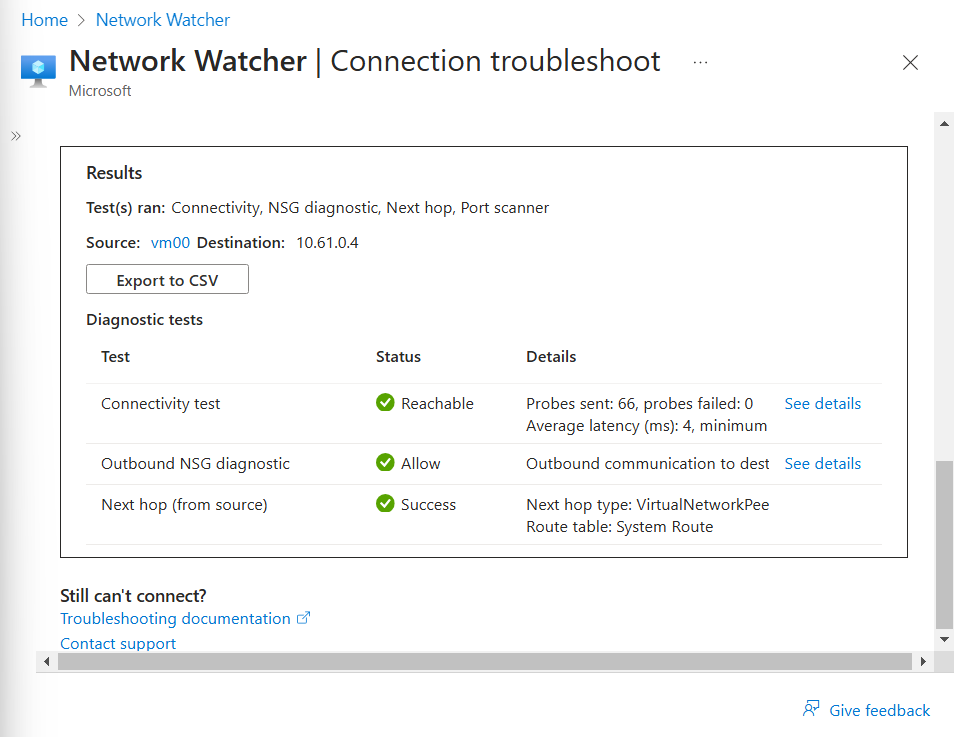 Home > Network Watcher
Network Watcher | Connection troubleshoot ...
Microsoft
Results
Test(s) ran: Connectivity, NSG diagnostic, Next hop, Port scanner
Source: vm00 Destination: 10.61.0.4
Export to CSV
Diagnostic tests
Test Status Details
Connectivity test Reachable Probes sent: 66, probes failed: 0 See details
Average latency (ms): 4, minimum
Outbound NSG diagnostic Allow Outbound communication to dest See details
Next hop (from source) Success Next hop type: VirtualNetworkPee
Route table: System Route
Still can't connect?
Troubleshooting documentation
Contact support
Give feedback